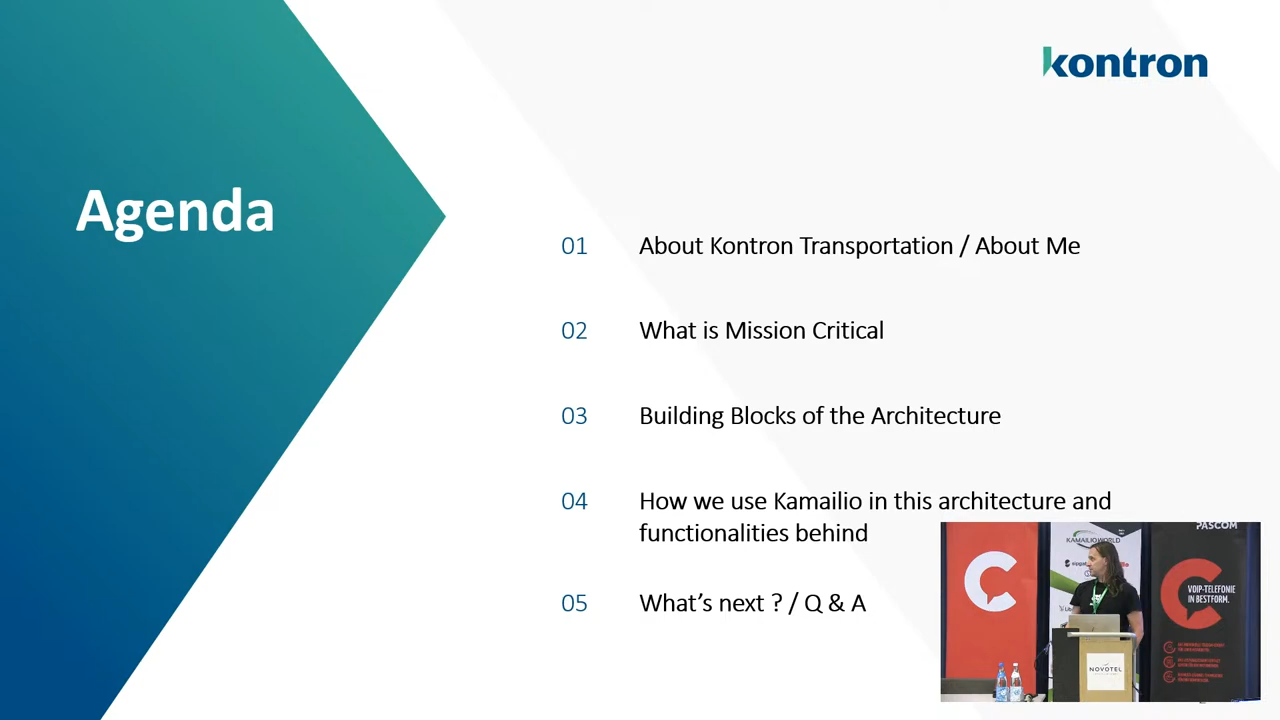 kontron
Agenda
01 About Kontron Transportation / About Me
02 What is Mission Critical
03 Building Blocks of the Architecture
04 How we use Kamailio in this architecture and
functionalities behind
05 What's next ? / Q & A
PASCOM
KAMAILIO WORLD
VOIP-TELEFONIE
IN BESTFORM.
NOVOTEL